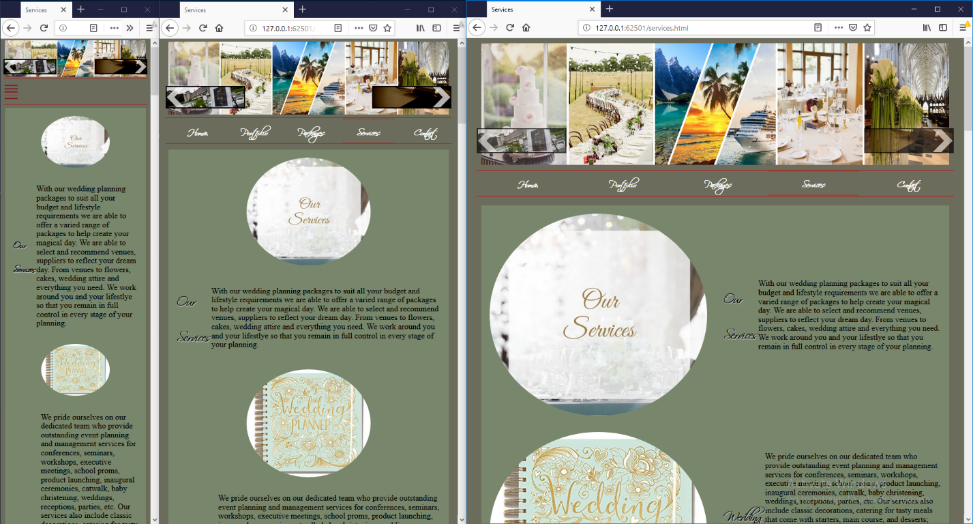 Services
Services
Services
127.0.0.1:62501/
127.0.0.1:62501/services.html
Our
Services
With our wedding planning
packages to suit all your
budget and lifestyle
requirements we are able to
offer a varied range of
packages to help create your
magical day. We are able to
select and recommend venues,
suppliers to reflect your dream
day. From venues to flowers,
cakes, wedding attire and
everything you need. We work
around you and your lifestlye
so that you remain in full
control in every stage of
planning.
Our
Services
We pride ourselves on our
dedicated team who provide
outstanding event planning
and management services for
conferences, seminars,
workshops, executive
meetings, school proms,
product launching, inaugural
ceremonies, catwalk, baby
christening, weddings,
receptions, parties, etc. Our
services also include classic
Home
Portfolio
Packages
Services
Contact
Our
Services
With our wedding planning packages to suit all your budget and
lifestyle requirements we are able to offer a varied range of packages
to help create your magical day. We are able to select and recommend
venues, suppliers to reflect your dream day. From venues to flowers,
cakes, wedding attire and everything you need. We work around you
and your lifestlye so that you remain in full control in every stage of
planning.
Our
Services
Wedding
PLANNER
We pride ourselves on our dedicated team who provide outstanding
event planning and management services for conferences, seminars,
workshops, executive meetings, school proms, product launching,
Home
Portfolio
Packages
Services
Contact
Our
Services
Our
Services
With our wedding planning packages to suit all your
budget and lifestyle requirements we are able to offer a
varied range of packages to help create your magical
day. We are able to select and recommend venues,
suppliers to reflect your dream day. From venues to
flowers, cakes, wedding attire and everything you need.
We work around you and your lifestlye so that you
remain in full control in every stage of planning.
Wedding
Wedding
We pride ourselves on our dedicated team who provide
outstanding event planning and management services
for conferences, seminars, workshops,
executive meetings, school proms, product launching,
inaugural ceremonies, catwalk, baby christening,
weddings, receptions, parties, etc. Our services also
include classic decorations, catering for tasty meals
that come with starters, main course, and desserts;